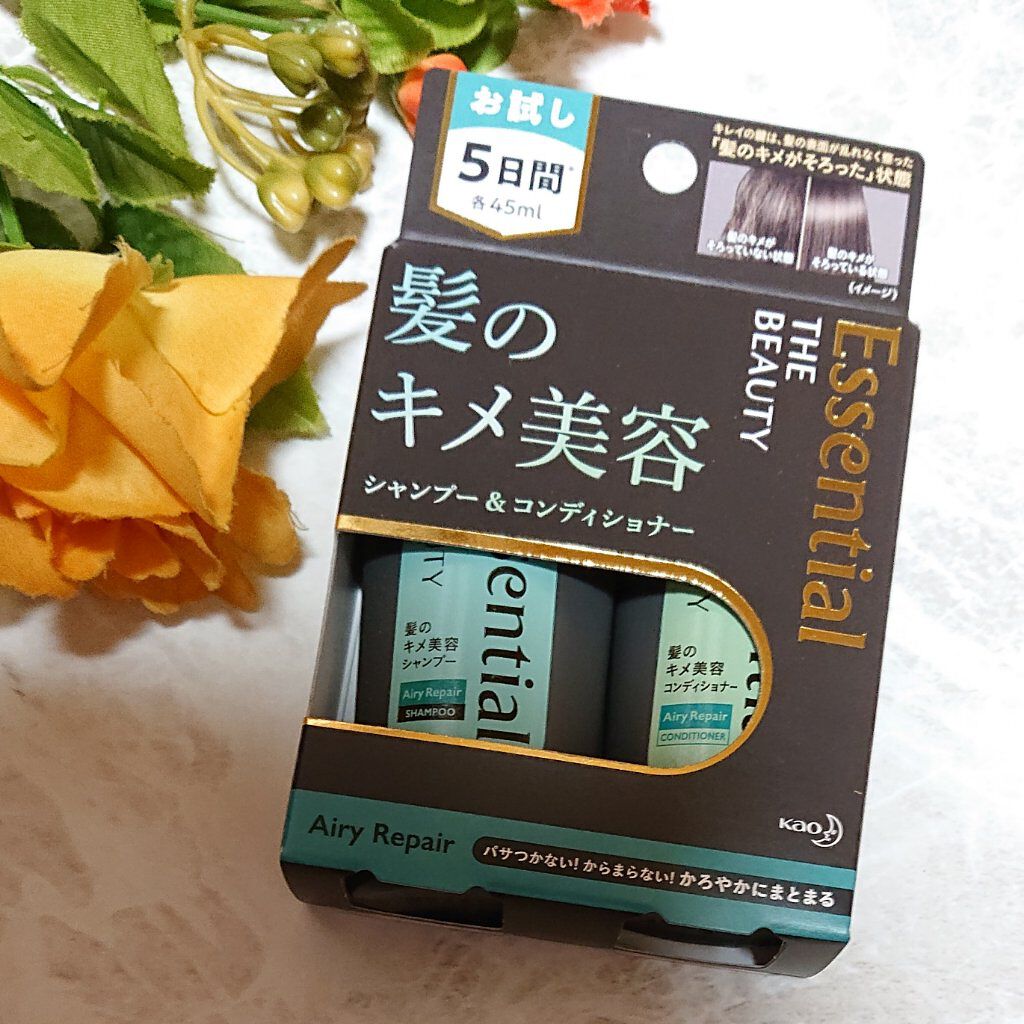 お試し
5日間*
各45ml
キレイの鍵は、髪の表面が乱れなく整った
「髪のキメがそろった」状態
髪のキメが
そろっていない状態
髪のキメが
そろっている状態
(イメージ)
髪の
キメ美容
シャンプー&コンディショナー
Essential
THE
BEAUTY
TY
ential
髪の
キメ美容
シャンプー
Airy Repair
SHAMPOO
Y
髪の
キメ美容
コンディショナー
Airy Repair
CONDITIONER
Kao
Airy Repair
パサつかない!からまらない!かろやかにまとまる